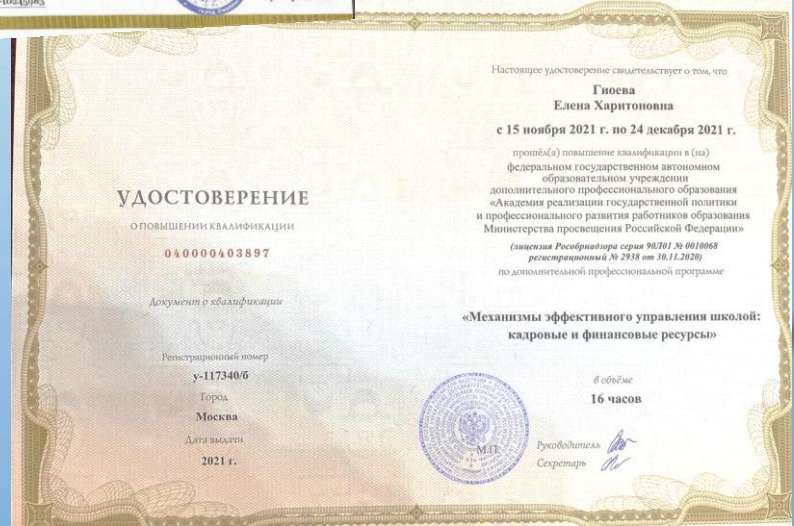 УДОСТОВЕРЕНИЕ
О ПОВЫШЕНИИ КВАЛИФИКАЦИИ
040000403897
Документ о квалификации
Регистрационный номер
у-117340/б
Город
Москва
Дата выдачи
2021 г.
Настоящее удостоверение свидетельствует о том, что
Гиоева
Елена Харитоновна
с 15 ноября 2021 г. по 24 декабря 2021 г.
прошёл(а) повышение квалификации в (на)
федеральном государственном автономном
образовательном учреждении
дополнительного профессионального образования
«Академия реализации государственной политики
и профессионального развития работников образования
Министерства просвещения Российской Федерации»
(лицензия Рособрнадзора серия 90Л01 № 0010068
регистрационный № 2938 от 30.11.2020)
по дополнительной профессиональной программе
«Механизмы эффективного управления школой:
кадровые и финансовые ресурсы»
в объёме
16 часов
М.П.
Руководитель
Секретарь